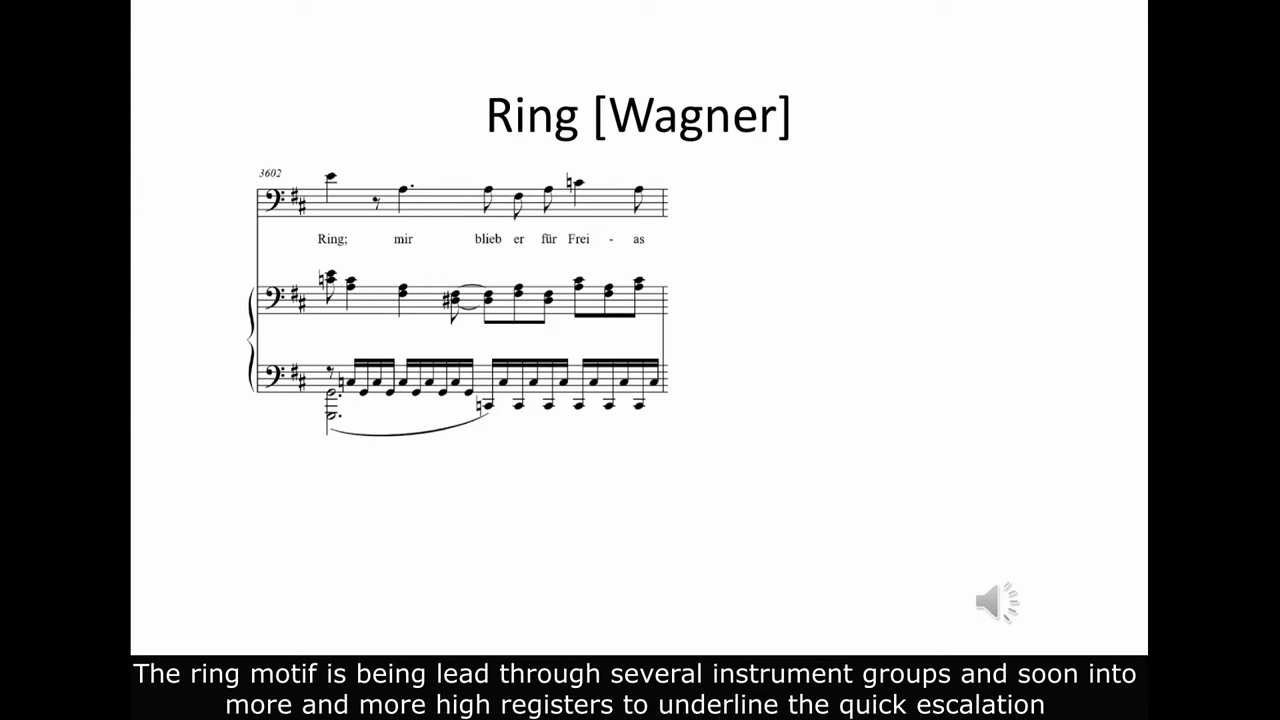 Ring [Wagner]
3602
Ring; mir blieb er für Frei - as
The ring motif is being lead through several instrument groups and soon into
more and more high registers to underline the quick escalation